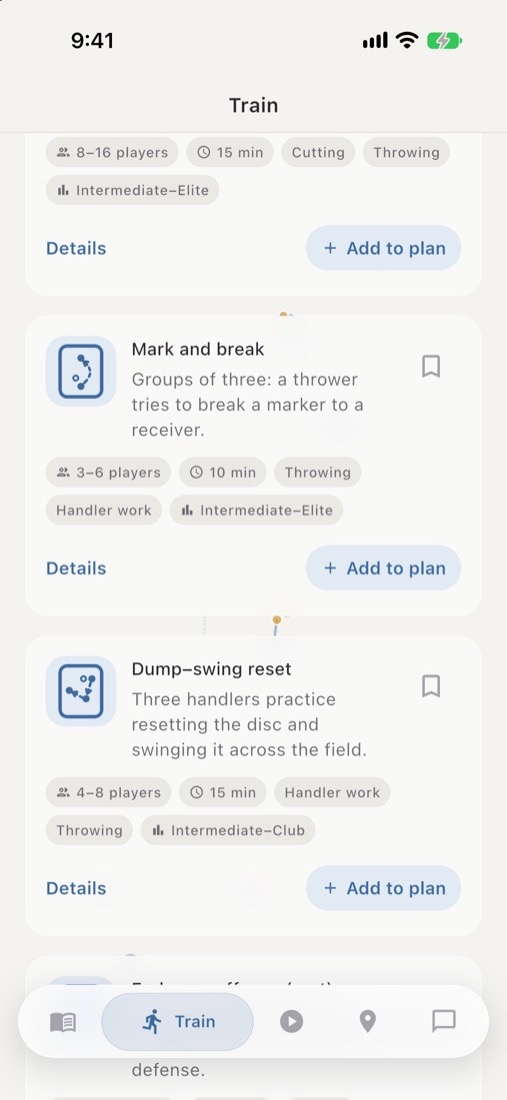 9:41
Train
8–16 players 15 min Cutting Throwing
Intermediate–Elite
Details + Add to plan
Mark and break
Groups of three: a thrower
tries to break a marker to a
receiver.
3–6 players 10 min Throwing
Handler work Intermediate–Elite
Details + Add to plan
Dump–swing reset
Three handlers practice
resetting the disc and
swinging it across the field.
4–8 players 15 min Handler work
Throwing Intermediate–Club
Details + Add to plan
Train
defense.